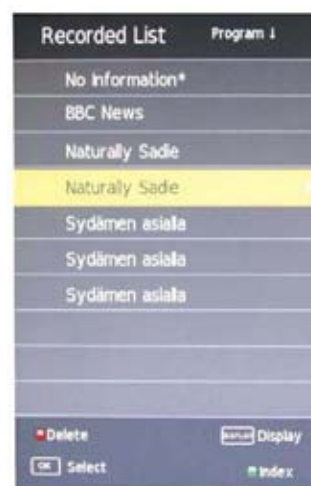 Recorded List Program ↓
No Information*
BBC News
Naturally Sadie
Naturally Sadie
Sydämen asialla
Sydämen asialla
Sydämen asialla
Delete Display
OK Select Index